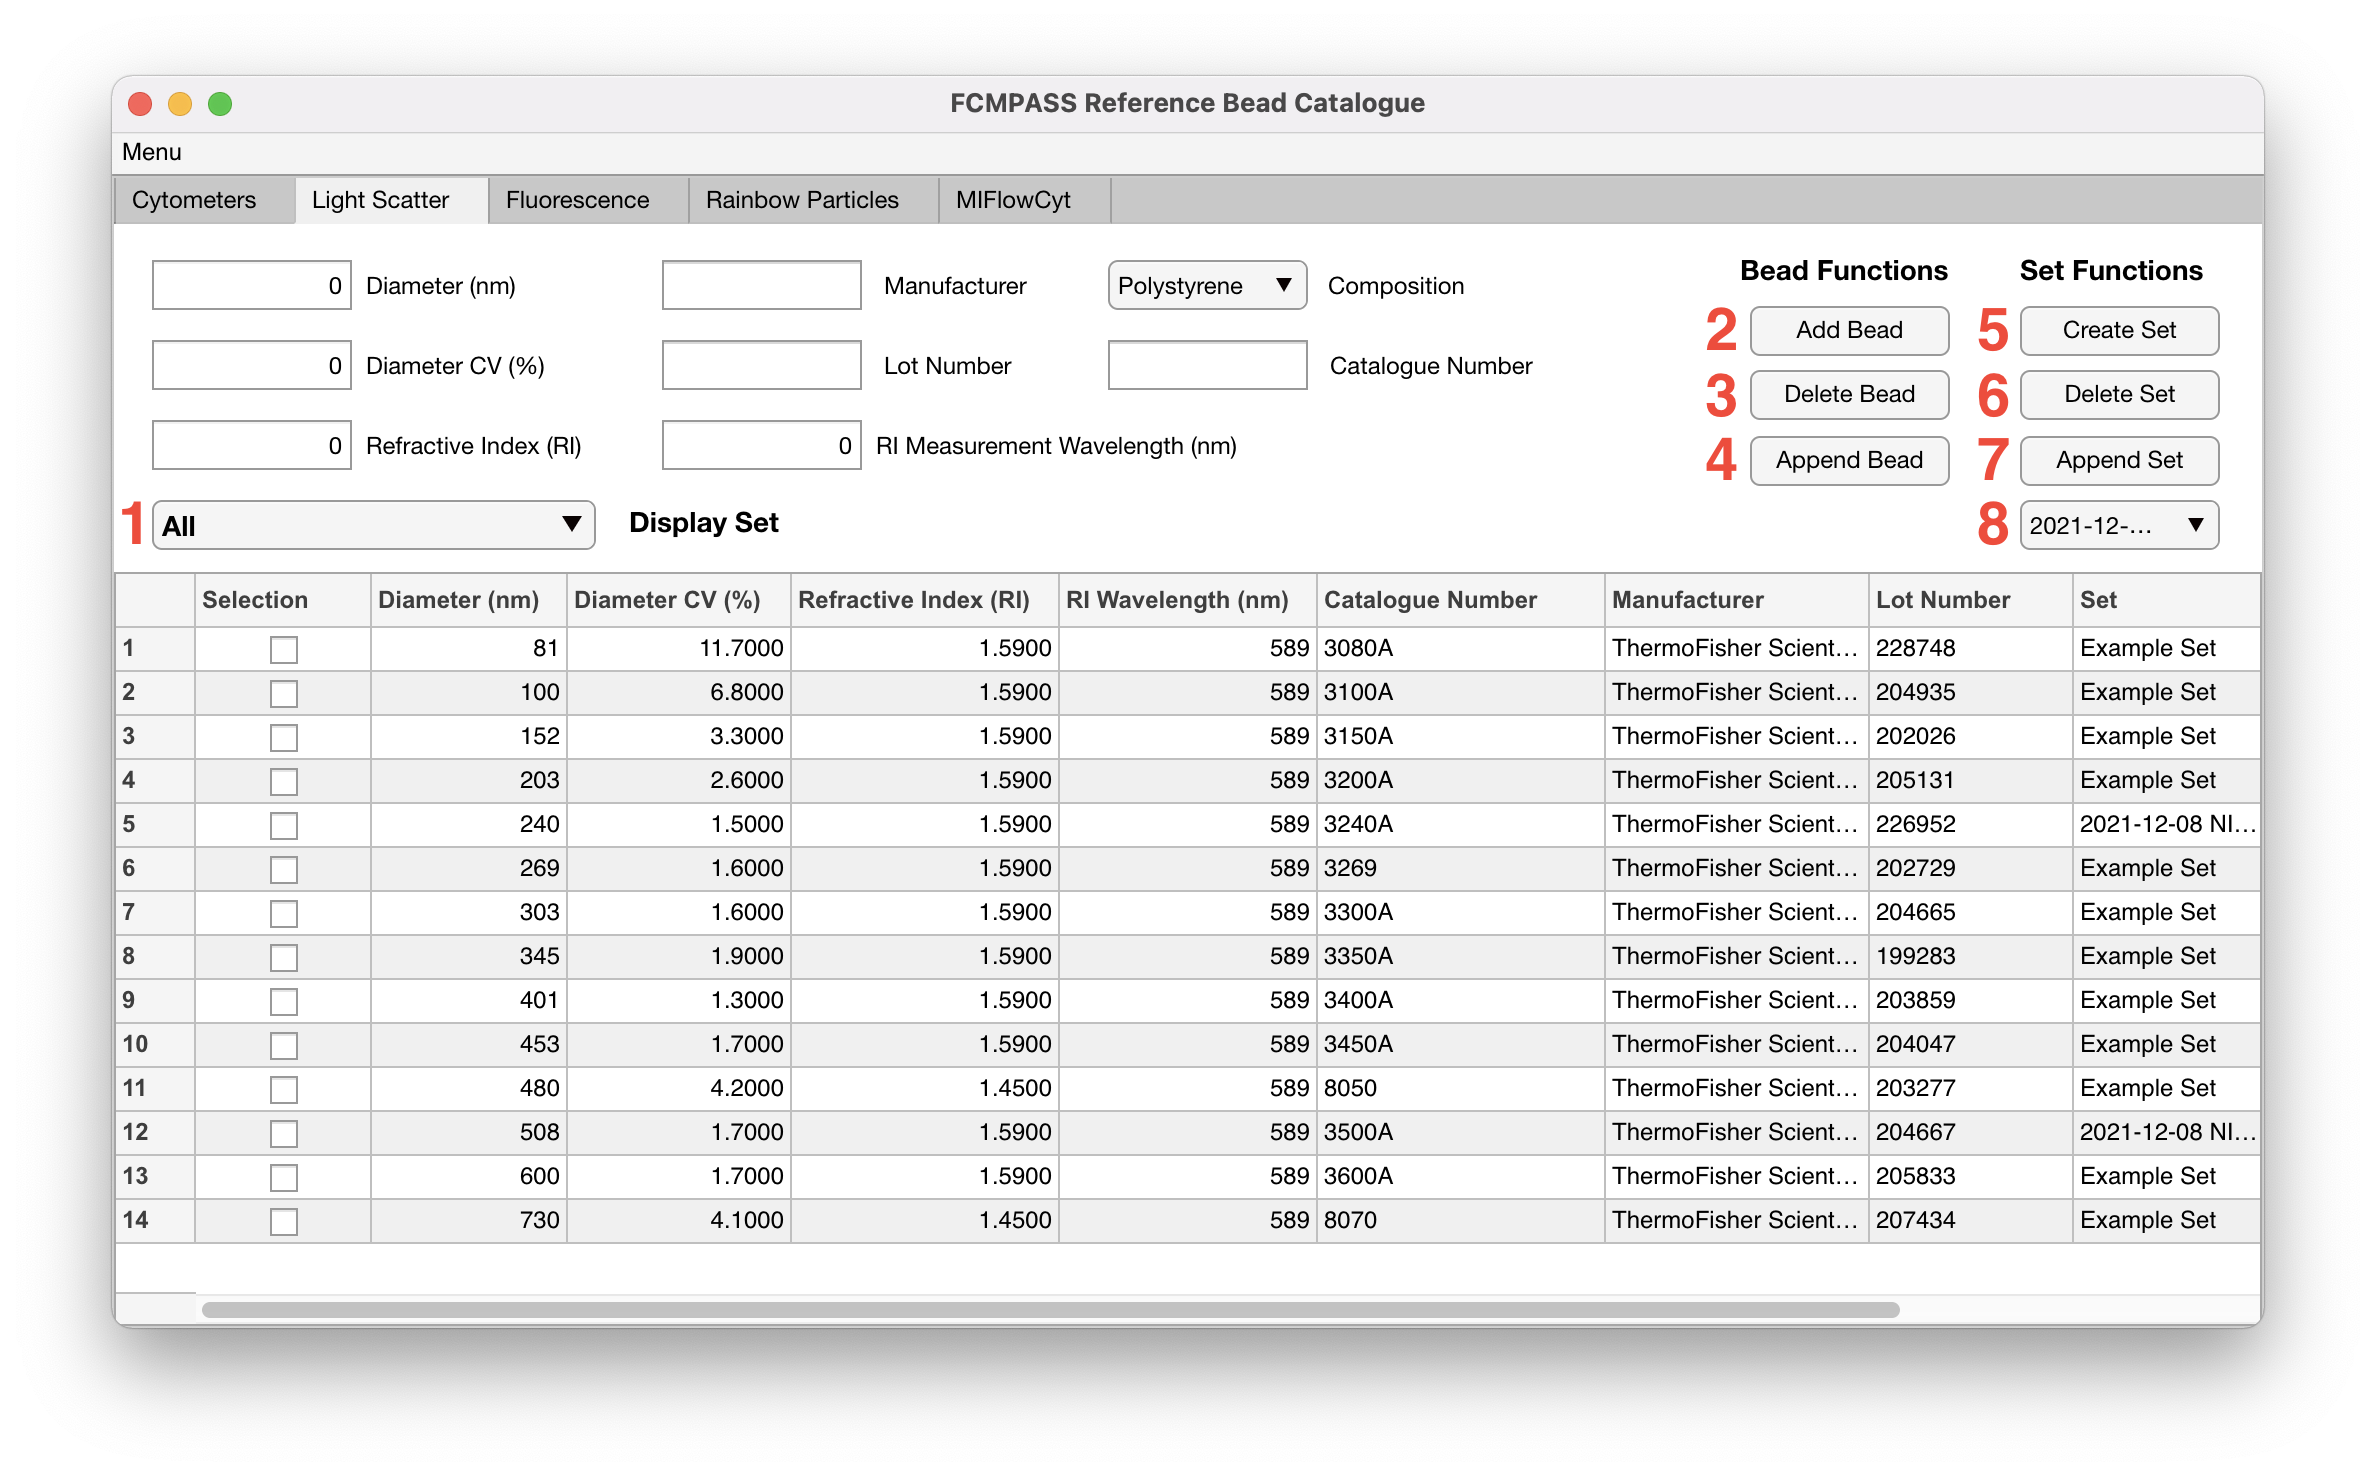 FCMPASS Reference Bead Catalogue
Menu
Cytometers Light Scatter Fluorescence Rainbow Particles MIFlowCyt
0 Diameter (nm) Manufacturer Polystyrene ▼ Composition Bead Functions Set Functions
2 Add Bead 5 Create Set
0 Diameter CV (%) Lot Number Catalogue Number 3 Delete Bead 6 Delete Set
0 Refractive Index (RI) 0 RI Measurement Wavelength (nm) 4 Append Bead 7 Append Set
1 All ▼ Display Set 8 2021-12-... ▼
Selection Diameter (nm) Diameter CV (%) Refractive Index (RI) RI Wavelength (nm) Catalogue Number Manufacturer Lot Number Set
1 81 11.7000 1.5900 589 3080A ThermoFisher Scient... 228748 Example Set
2 100 6.8000 1.5900 589 3100A ThermoFisher Scient... 204935 Example Set
3 152 3.3000 1.5900 589 3150A ThermoFisher Scient... 202026 Example Set
4 203 2.6000 1.5900 589 3200A ThermoFisher Scient... 205131 Example Set
5 240 1.5000 1.5900 589 3240A ThermoFisher Scient... 226952 2021-12-08 NI...
6 269 1.6000 1.5900 589 3269 ThermoFisher Scient... 202729 Example Set
7 303 1.6000 1.5900 589 3300A ThermoFisher Scient... 204665 Example Set
8 345 1.9000 1.5900 589 3350A ThermoFisher Scient... 199283 Example Set
9 401 1.3000 1.5900 589 3400A ThermoFisher Scient... 203859 Example Set
10 453 1.7000 1.5900 589 3450A ThermoFisher Scient... 204047 Example Set
11 480 4.2000 1.4500 589 8050 ThermoFisher Scient... 203277 Example Set
12 508 1.7000 1.5900 589 3500A ThermoFisher Scient... 204667 2021-12-08 NI...
13 600 1.7000 1.5900 589 3600A ThermoFisher Scient... 205833 Example Set
14 730 4.1000 1.4500 589 8070 ThermoFisher Scient... 207434 Example Set